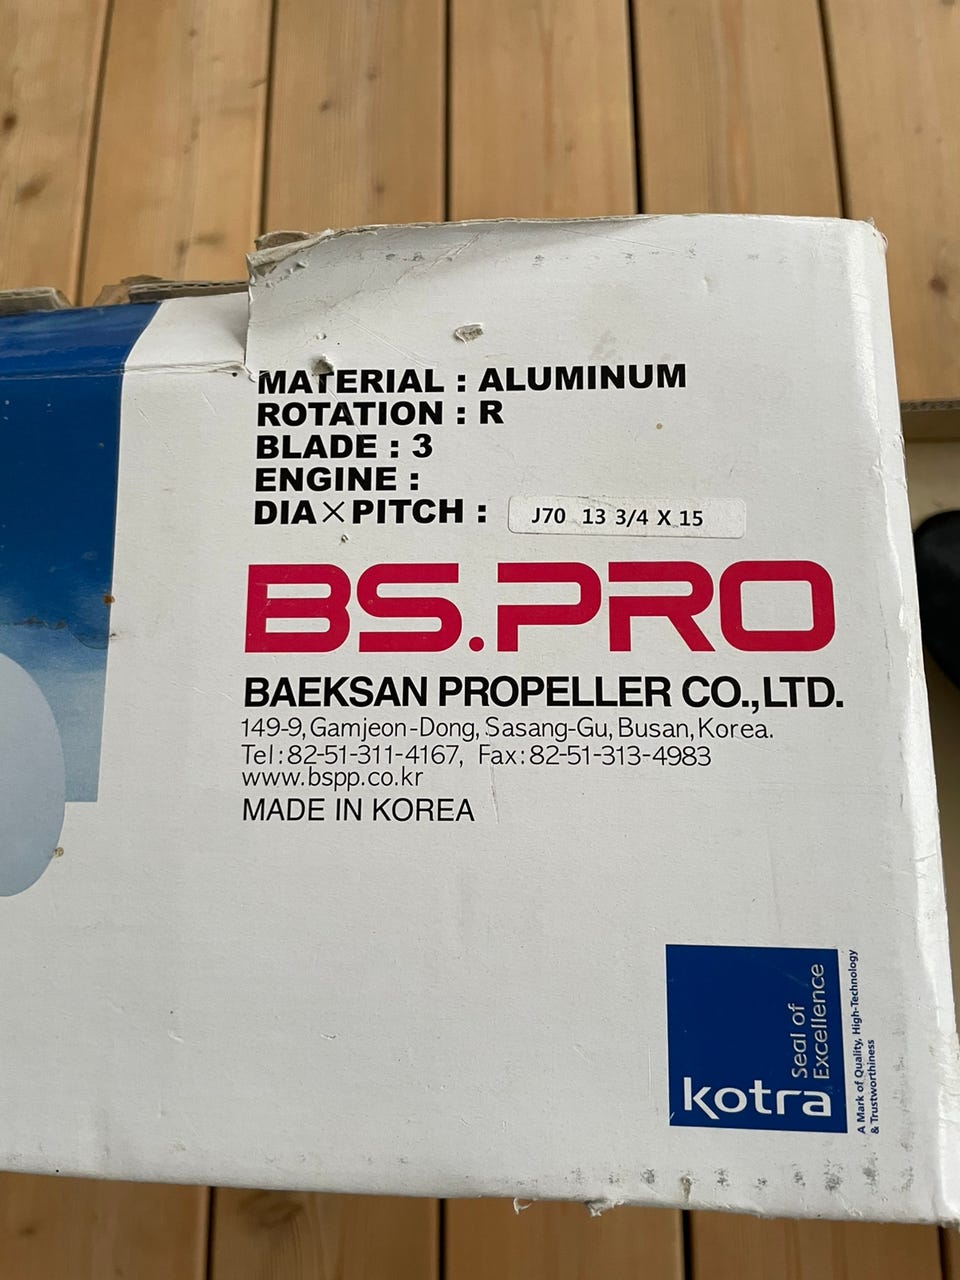 MATERIAL : ALUMINUM
ROTATION : R
BLADE : 3
ENGINE :
DIA×PITCH : J70 13 3/4 X 15
BS.PRO
BAEKSAN PROPELLER CO.,LTD.
149-9, Gamjeon-Dong, Sasang-Gu, Busan, Korea.
Tel : 82-51-311-4167, Fax : 82-51-313-4983
www.bspp.co.kr
MADE IN KOREA
kotra
Seal of
Excellence
A Mark of Quality, High-Technology
& Trustworthiness